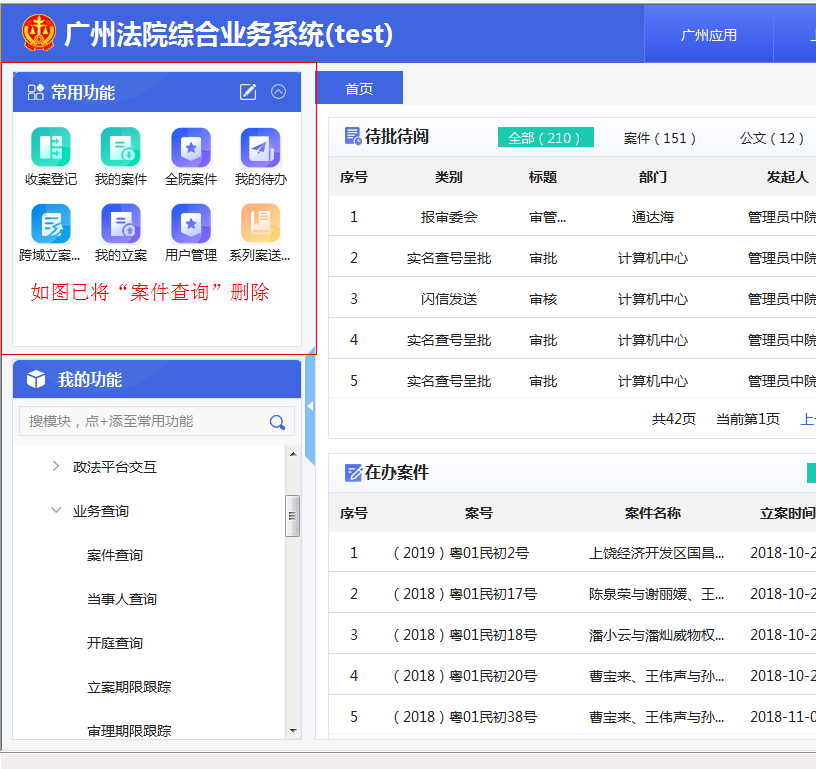 广州法院综合业务系统(test)
广州应用
常用功能
收案登记 我的案件 全院案件 我的待办
跨域立案... 我的立案 用户管理 系列案送...
如图已将“案件查询”删除
我的功能
搜模块，点+添至常用功能
政法平台交互
业务查询
案件查询
当事人查询
开庭查询
立案期限跟踪
审理期限跟踪
首页
待批待阅 全部（210） 案件（151） 公文（12）
序号 类别 标题 部门 发起人
1 报审委会 审管... 通达海 管理员中院
2 实名查号呈批 审批 计算机中心 管理员中院
3 闪信发送 审核 计算机中心 管理员中院
4 实名查号呈批 审批 计算机中心 管理员中院
5 实名查号呈批 审批 计算机中心 管理员中院
共42页 当前第1页 上
在办案件
序号 案号 案件名称 立案时间
1 （2019）粤01民初2号 上饶经济开发区国昌... 2018-10-2
2 （2018）粤01民初17号 陈泉荣与谢丽媛、王... 2018-10-2
3 （2018）粤01民初18号 潘小云与潘灿威物权... 2018-10-2
4 （2018）粤01民初20号 曹宝来、王伟声与孙... 2018-10-2
5 （2018）粤01民初38号 曹宝来、王伟声与孙... 2018-11-0